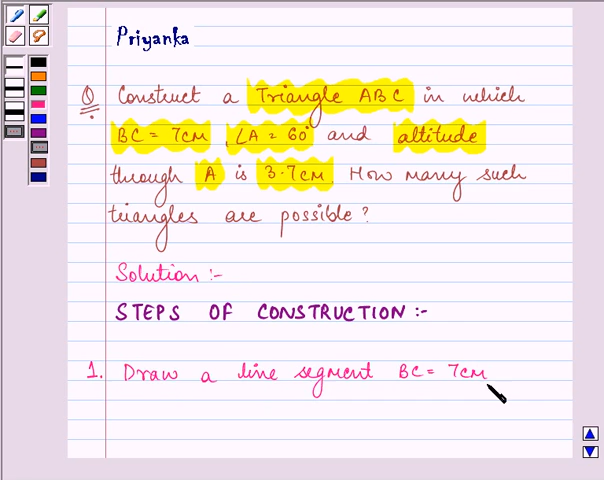 Priyanka
Q Construct a Triangle ABC in which
BC = 7CM, ∠A = 60° and altitude
through A is 3.7CM. How many such
triangles are possible?
Solution :-
STEPS OF CONSTRUCTION :-
1. Draw a line segment BC = 7CM